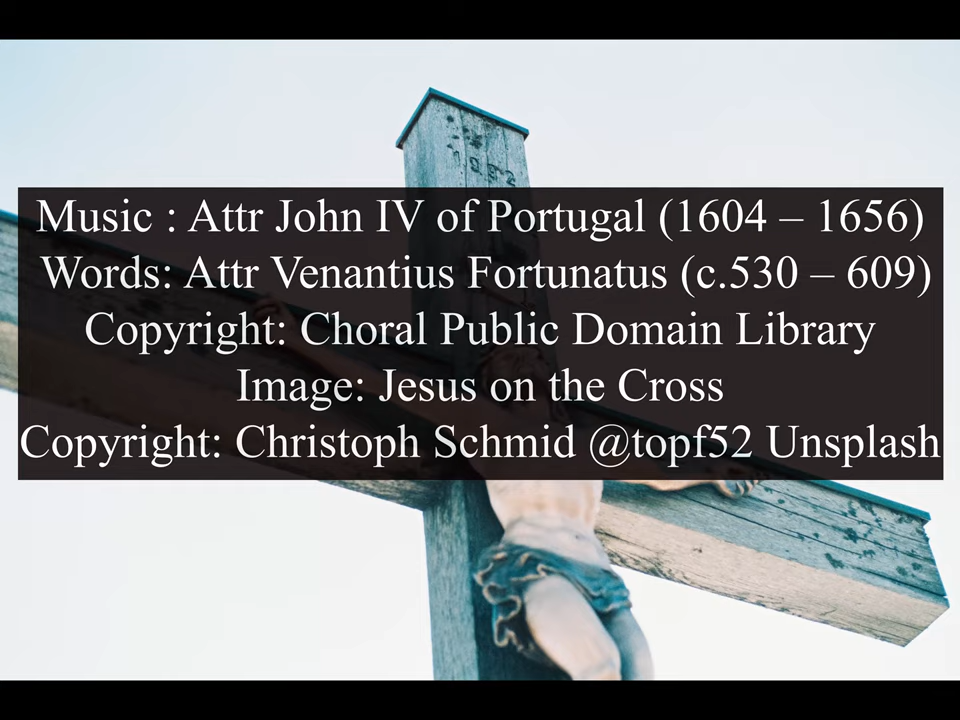 1992
Music : Attr John IV of Portugal (1604 – 1656)
Words: Attr Venantius Fortunatus (c.530 – 609)
Copyright: Choral Public Domain Library
Image: Jesus on the Cross
Copyright: Christoph Schmid @topf52 Unsplash